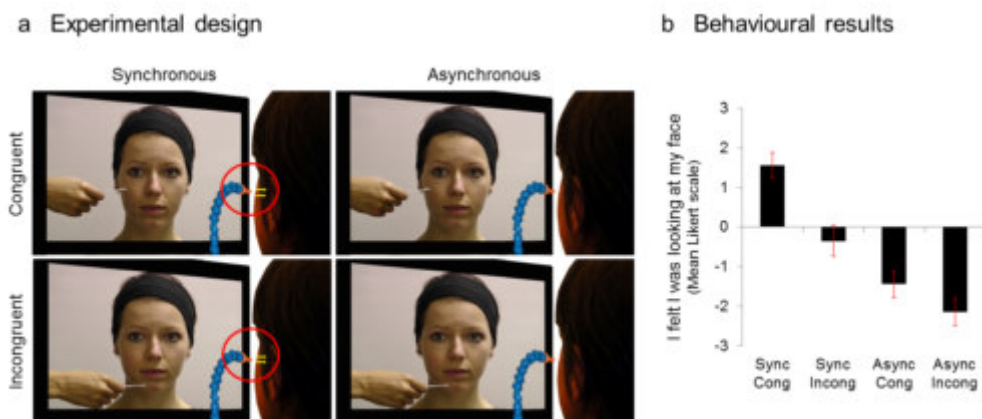 a Experimental design
Synchronous
Asynchronous
Congruent
Incongruent
b Behavioural results
I felt I was looking at my face
(Mean Likert scale)
3
2
1
0
-1
-2
-3
Sync
Cong
Sync
Incong
Async
Cong
Async
Incong